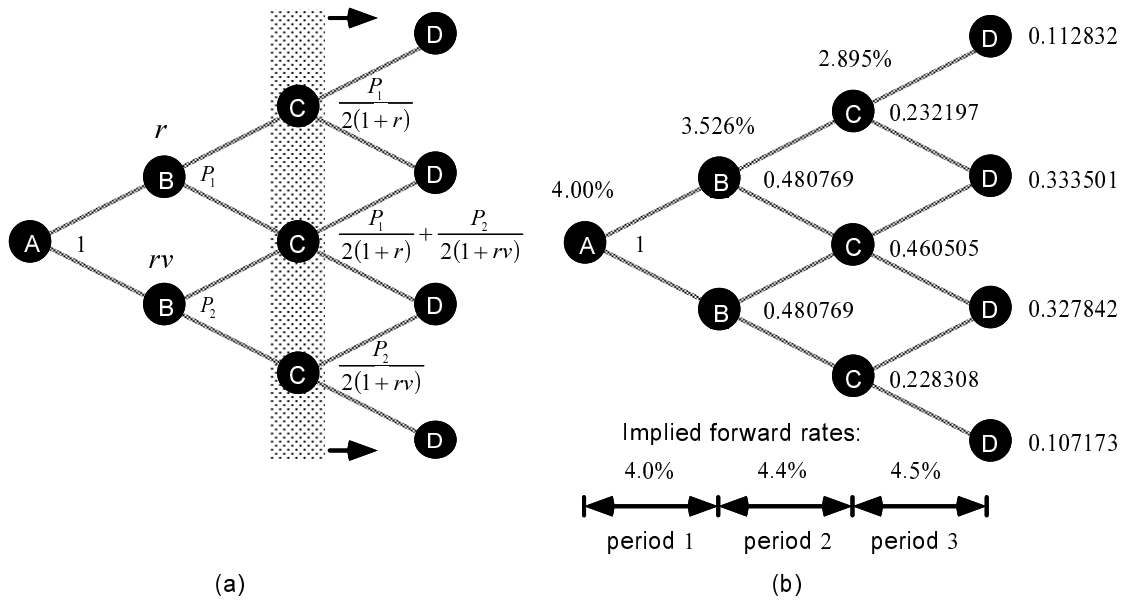 A
1
r
B
P1
rv
B
P2
C
P1 / 2(1 + r)
C
P1 / 2(1 + r) + P2 / 2(1 + rv)
C
P2 / 2(1 + rv)
D
D
D
D
(a)
4.00%
A
1
3.526%
B
0.480769
B
0.480769
2.895%
C
0.232197
C
0.460505
C
0.228308
D
0.112832
D
0.333501
D
0.327842
D
0.107173
Implied forward rates:
4.0% 4.4% 4.5%
period 1 period 2 period 3
(b)